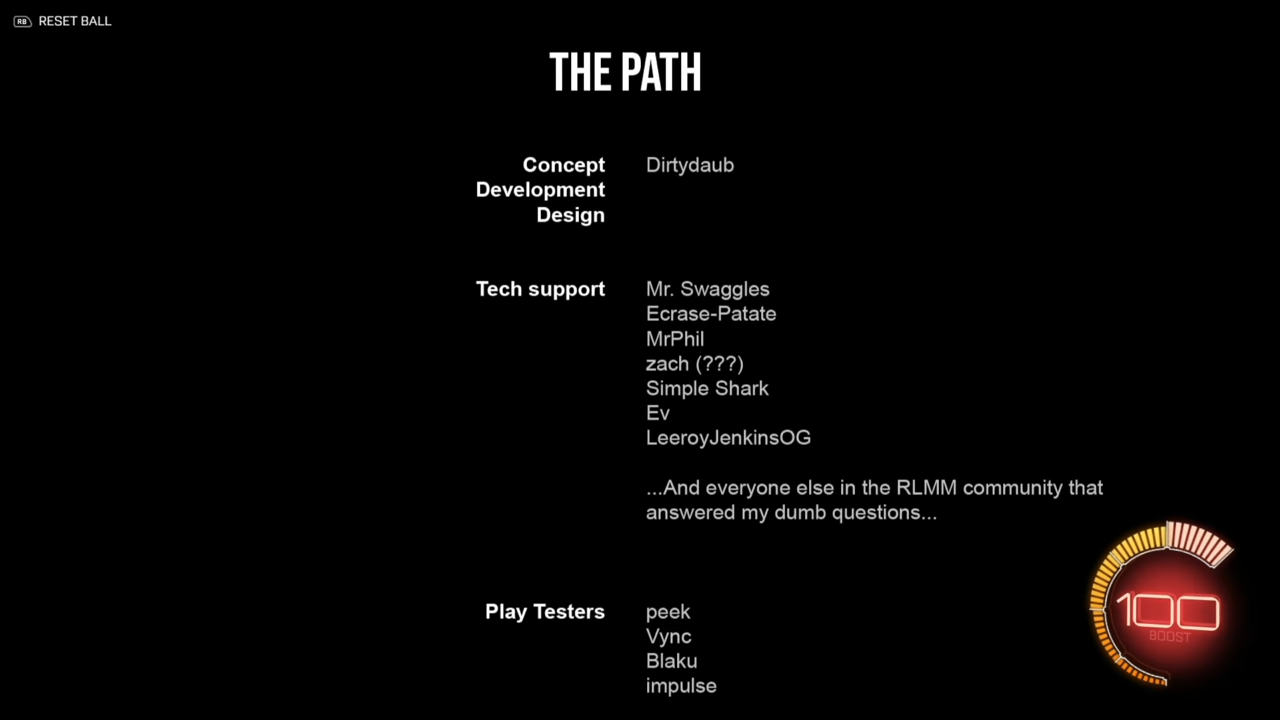 RB RESET BALL
THE PATH
Concept Dirtydaub
Development
Design
Tech support Mr. Swaggles
Ecrase-Patate
MrPhil
zach (???)
Simple Shark
Ev
LeeroyJenkinsOG
...And everyone else in the RLMM community that
answered my dumb questions...
Play Testers peek
Vync
Blaku
impulse
100
BOOST